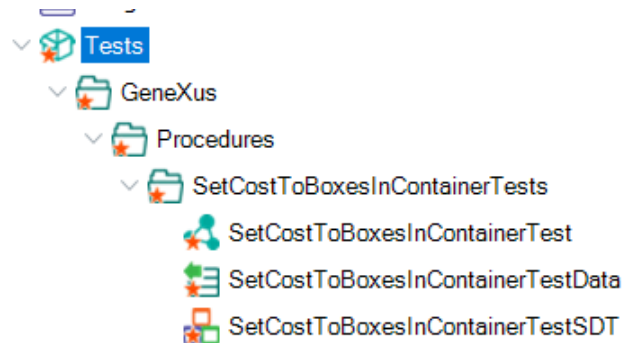 Tests
GeneXus
Procedures
SetCostToBoxesInContainerTests
SetCostToBoxesInContainerTest
SetCostToBoxesInContainerTestData
SetCostToBoxesInContainerTestSDT